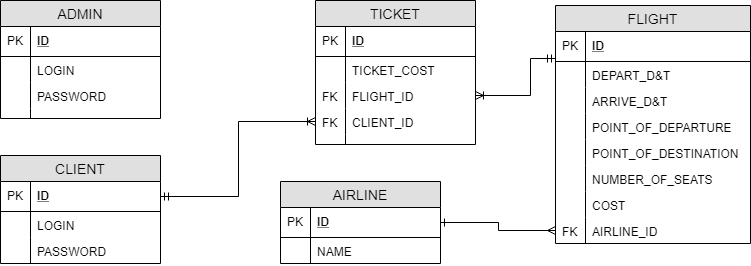 ADMIN
PK ID
LOGIN
PASSWORD
TICKET
PK ID
TICKET_COST
FK FLIGHT_ID
FK CLIENT_ID
FLIGHT
PK ID
DEPART_D&T
ARRIVE_D&T
POINT_OF_DEPARTURE
POINT_OF_DESTINATION
NUMBER_OF_SEATS
COST
FK AIRLINE_ID
CLIENT
PK ID
LOGIN
PASSWORD
AIRLINE
PK ID
NAME